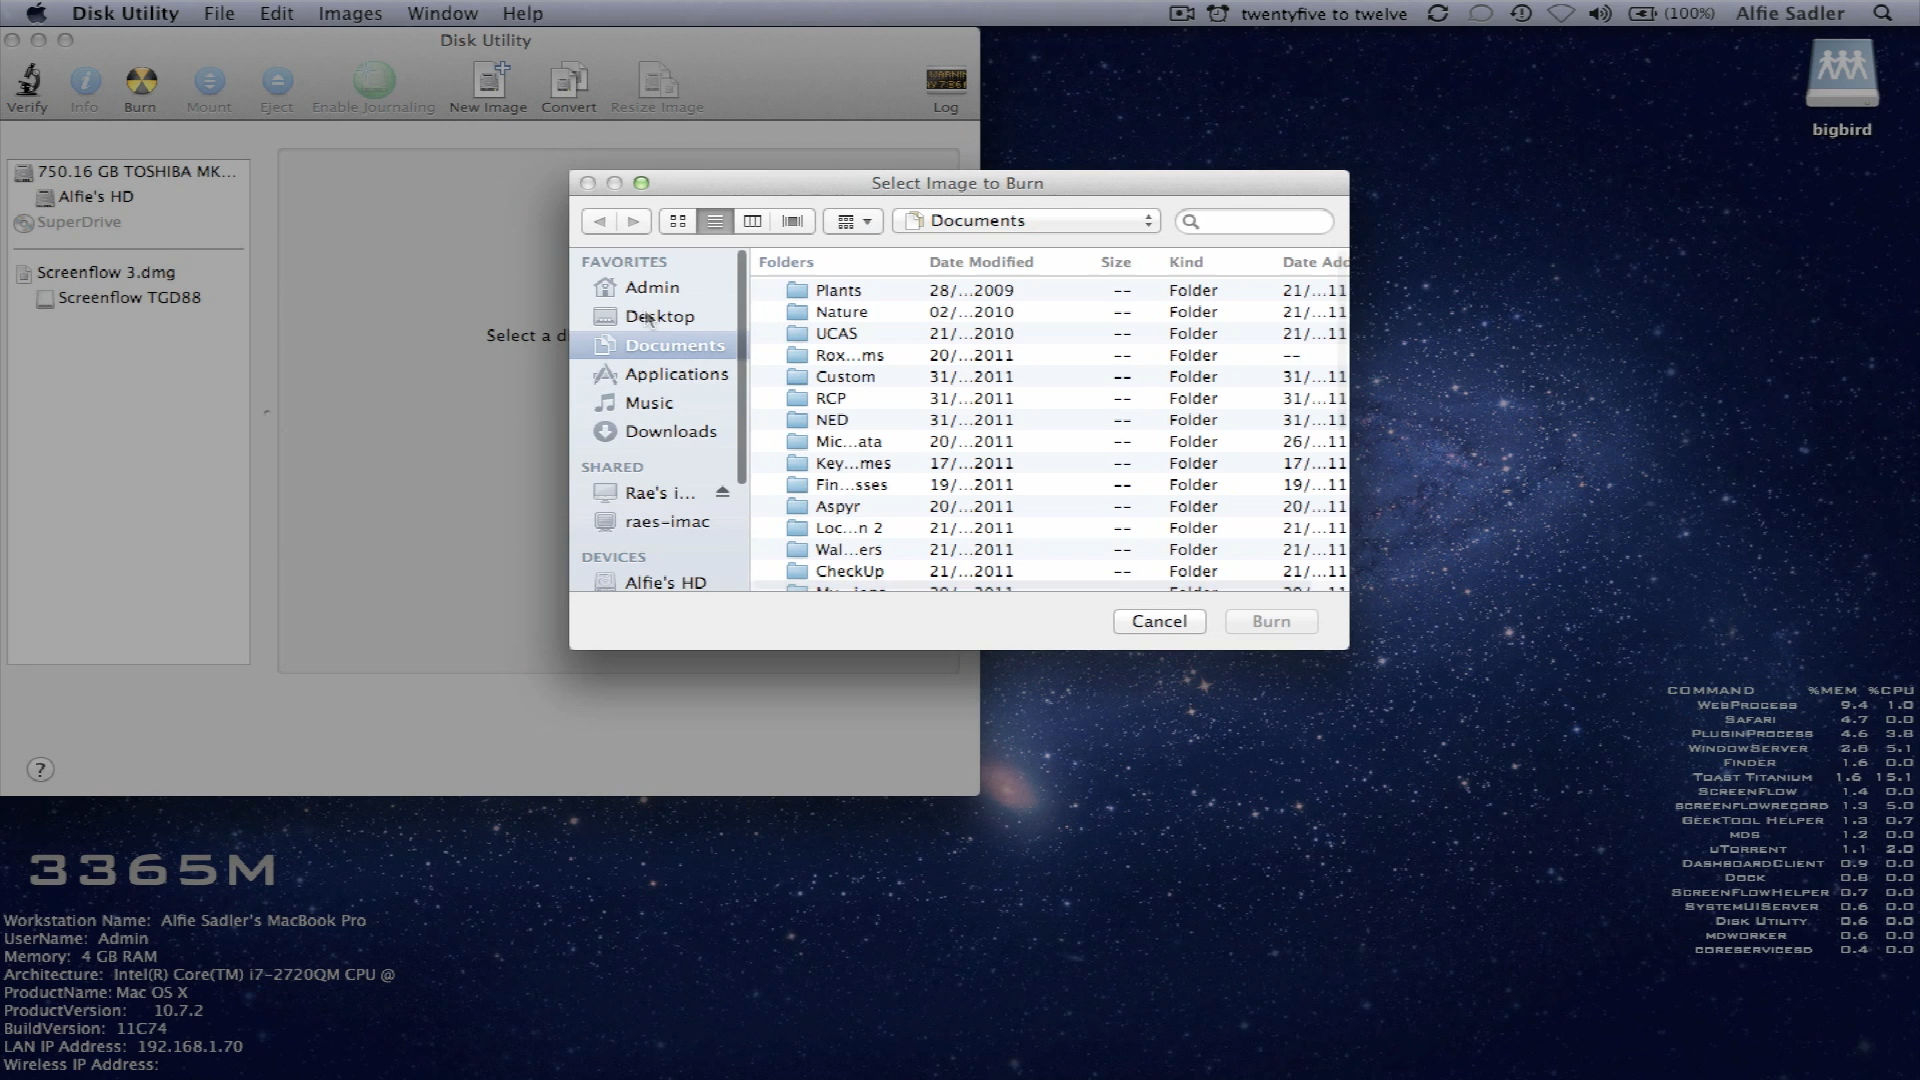 Disk Utility File Edit Images Window Help twentyfive to twelve (100%) Alfie Sadler
Disk Utility
Verify Info Burn Mount Eject Enable Journaling New Image Convert Resize Image Log
WARNIN
bigbird
750.16 GB TOSHIBA MK...
Alfie's HD
SuperDrive
Screenflow 3.dmg
Screenflow TGD88
Select a di
Select Image to Burn
Documents
FAVORITES
Admin
Desktop
Documents
Applications
Music
Downloads
SHARED
Rae's i...
raes-imac
DEVICES
Alfie's HD
Folders Date Modified Size Kind Date Add
Plants 28/...2009 -- Folder 21/...11
Nature 02/...2010 -- Folder 21/...11
UCAS 21/...2010 -- Folder 21/...11
Rox...ms 20/...2011 -- Folder --
Custom 31/...2011 -- Folder 31/...11
RCP 31/...2011 -- Folder 31/...11
NED 31/...2011 -- Folder 31/...11
Mic...ata 20/...2011 -- Folder 26/...11
Key...mes 17/...2011 -- Folder 17/...11
Fin...sses 19/...2011 -- Folder 19/...11
Aspyr 20/...2011 -- Folder 20/...11
Loc...n 2 21/...2011 -- Folder 21/...11
Wal...ers 21/...2011 -- Folder 21/...11
CheckUp 21/...2011 -- Folder 21/...11
Cancel Burn
?
COMMAND %MEM %CPU
WebProcess 9.4 1.0
Safari 4.7 0.0
PluginProcess 4.6 3.8
WindowServer 2.8 5.1
Finder 1.6 0.0
Toast Titanium 1.6 15.1
ScreenFlow 1.4 0.0
screenflowrecord 1.3 5.0
GeekTool Helper 1.3 0.7
mds 1.2 0.0
uTorrent 1.1 2.0
DashboardClient 0.9 0.0
Dock 0.8 0.0
ScreenFlowHelper 0.7 0.0
SystemUIServer 0.6 0.0
Disk Utility 0.6 0.0
mdworker 0.6 0.0
coreservicesd 0.4 0.0
3365M
Workstation Name: Alfie Sadler's MacBook Pro
UserName: Admin
Memory: 4 GB RAM
Architecture: Intel(R) Core(TM) i7-2720QM CPU @
ProductName: Mac OS X
ProductVersion: 10.7.2
BuildVersion: 11C74
LAN IP Address: 192.168.1.70
Wireless IP Address: